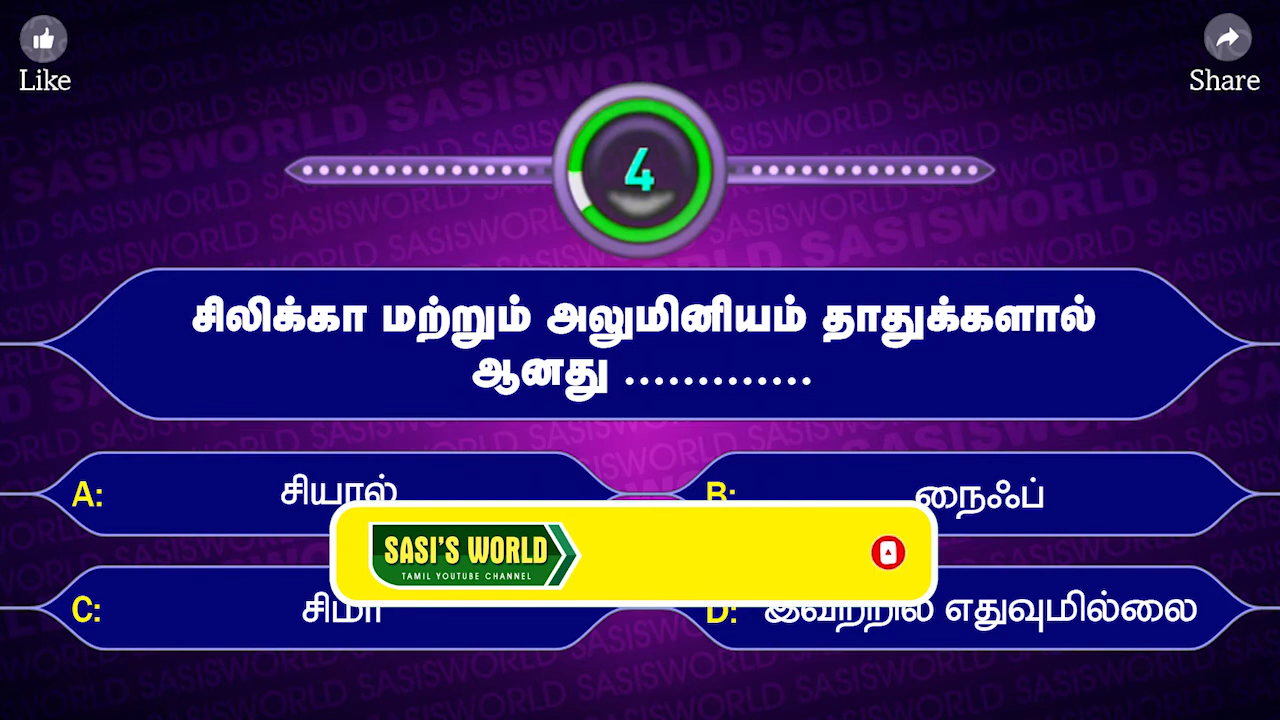 Like
Share
4
சிலிக்கா மற்றும் அலுமினியம் தாதுக்களால்
ஆனது .............
A: சியால்
B: நைஃப்
SASI'S WORLD
TAMIL YOUTUBE CHANNEL
C: சிமா
D: இவற்றில் எதுவுமில்லை